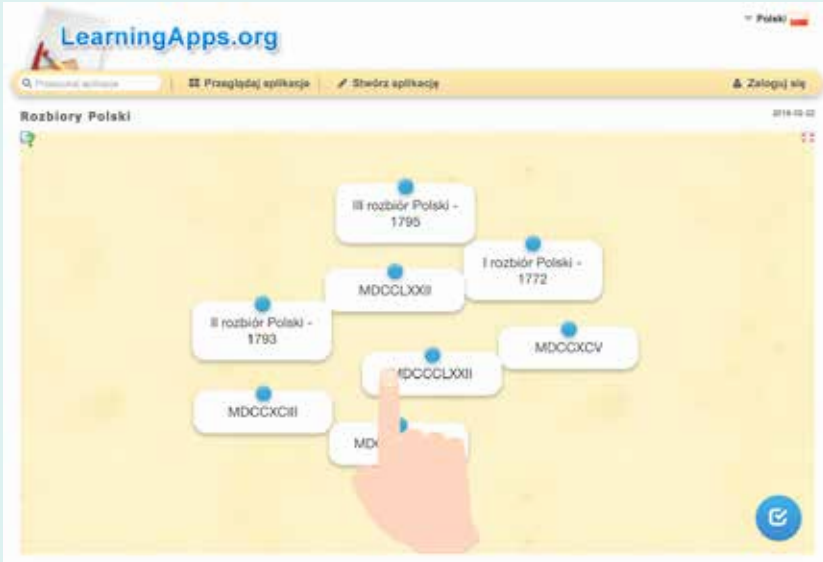 LearningApps.org
Polski
Przeglądaj aplikacje
Stwórz aplikację
Zaloguj się
Rozbiory Polski
III rozbiór Polski -
1795
I rozbiór Polski -
1772
MDCCLXXII
II rozbiór Polski -
1793
MDCCXCV
MDCCCLXXII
MDCCXCIII